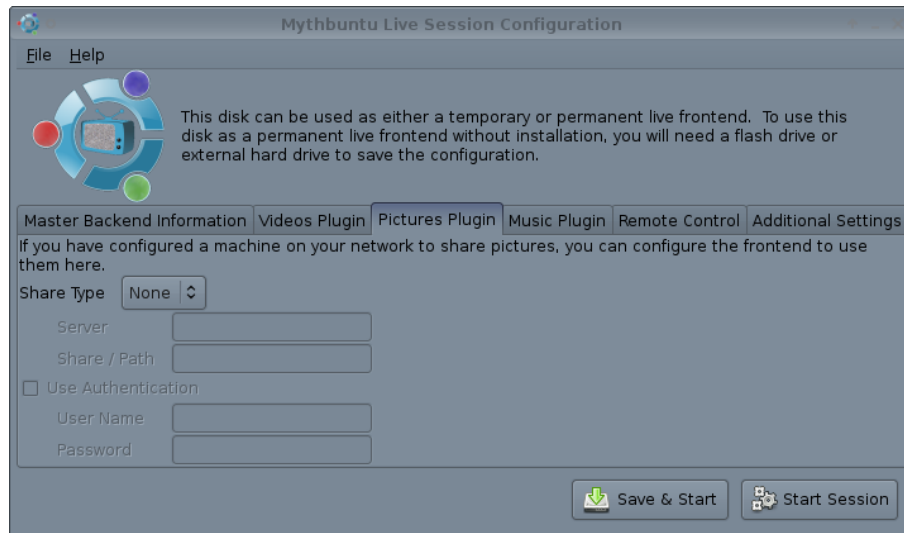 Mythbuntu Live Session Configuration
File Help
This disk can be used as either a temporary or permanent live frontend. To use this
disk as a permanent live frontend without installation, you will need a flash drive or
external hard drive to save the configuration.
Master Backend Information Videos Plugin Pictures Plugin Music Plugin Remote Control Additional Settings
If you have configured a machine on your network to share pictures, you can configure the frontend to use
them here.
Share Type None
Server
Share / Path
Use Authentication
User Name
Password
Save & Start Start Session